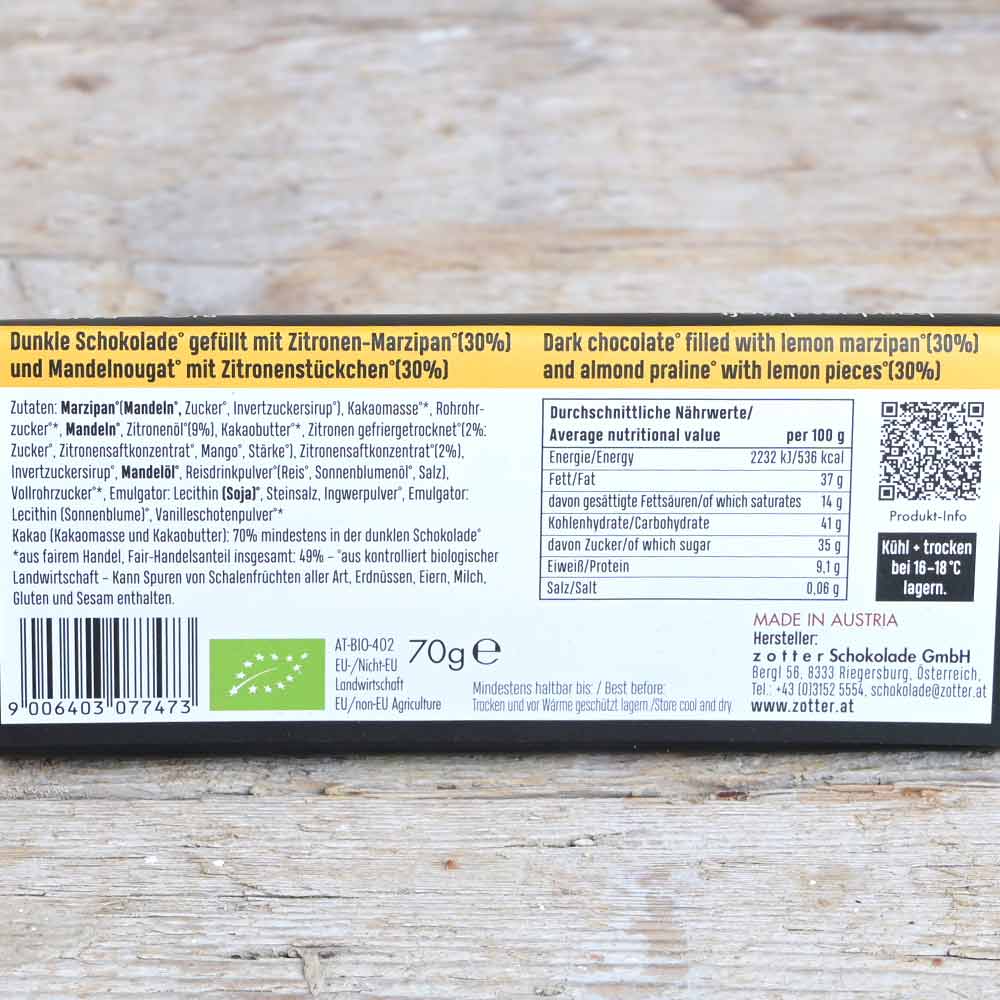 Dunkle Schokolade° gefüllt mit Zitronen-Marzipan°(30%)
und Mandelnougat° mit Zitronenstückchen°(30%)
Dark chocolate° filled with lemon marzipan°(30%)
and almond praline° with lemon pieces°(30%)
Zutaten: Marzipan°(Mandeln°, Zucker°, Invertzuckersirup°), Kakaomasse°*, Rohrohr-
zucker°*, Mandeln°, Zitronenöl°(9%), Kakaobutter°*, Zitronen gefriergetrocknet°(2%:
Zucker°, Zitronensaftkonzentrat°, Mango°, Stärke°), Zitronensaftkonzentrat°(2%),
Invertzuckersirup°, Mandelöl°, Reisdrinkpulver°(Reis°, Sonnenblumenöl°, Salz),
Vollrohrzucker°*, Emulgator: Lecithin (Soja)°, Steinsalz, Ingwerpulver°, Emulgator:
Lecithin (Sonnenblume)°, Vanilleschotenpulver°*
Kakao (Kakaomasse und Kakaobutter): 70% mindestens in der dunklen Schokolade°
*aus fairem Handel, Fair-Handelsanteil insgesamt: 49% – °aus kontrolliert biologischer
Landwirtschaft – Kann Spuren von Schalenfrüchten aller Art, Erdnüssen, Eiern, Milch,
Gluten und Sesam enthalten.
Durchschnittliche Nährwerte/
Average nutritional value per 100 g
Energie/Energy 2232 kJ/536 kcal
Fett/Fat 37 g
davon gesättigte Fettsäuren/of which saturates 14 g
Kohlenhydrate/Carbohydrate 41 g
davon Zucker/of which sugar 35 g
Eiweiß/Protein 9,1 g
Salz/Salt 0,06 g
Produkt-Info
Kühl + trocken
bei 16–18°C
lagern.
9 006403 077473
AT-BIO-402
EU-/Nicht-EU
Landwirtschaft
EU/non-EU Agriculture
70g e
Mindestens haltbar bis: / Best before:
Trocken und vor Wärme geschützt lagern /Store cool and dry
MADE IN AUSTRIA
Hersteller:
zotter Schokolade GmbH
Bergl 56, 8333 Riegersburg, Österreich,
Tel.: +43 (0)3152 5554, schokolade@zotter.at
www.zotter.at